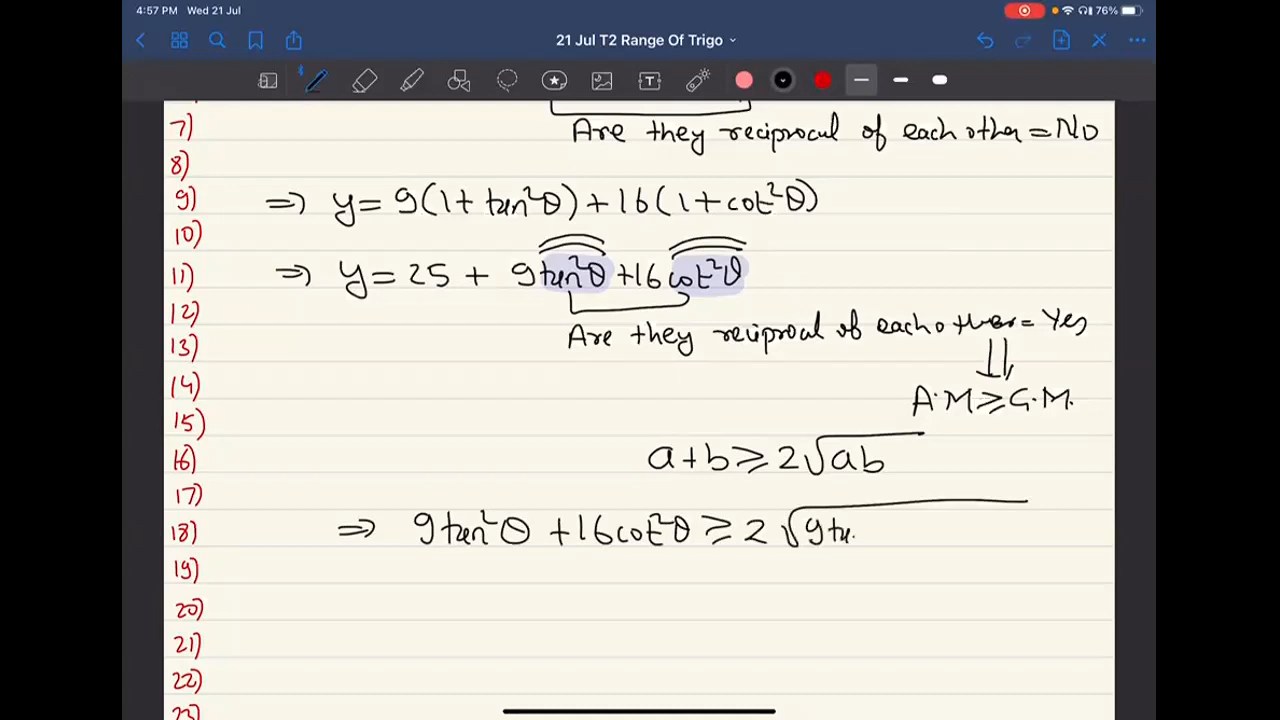 4:57 PM Wed 21 Jul
76%
21 Jul T2 Range Of Trigo
7) Are they reciprocal of each other = No
8)
9) ⇒ y = 9(1 + tan²θ) + 16(1 + cot²θ)
10)
11) ⇒ y = 25 + 9tan²θ + 16cot²θ
12)
Are they reciprocal of each other = Yes
13)
14)
A.M ≥ G.M.
15)
16) a + b ≥ 2√ab
17)
18) ⇒ 9tan²θ + 16cot²θ ≥ 2√9ta
19)
20)
21)
22)
23)